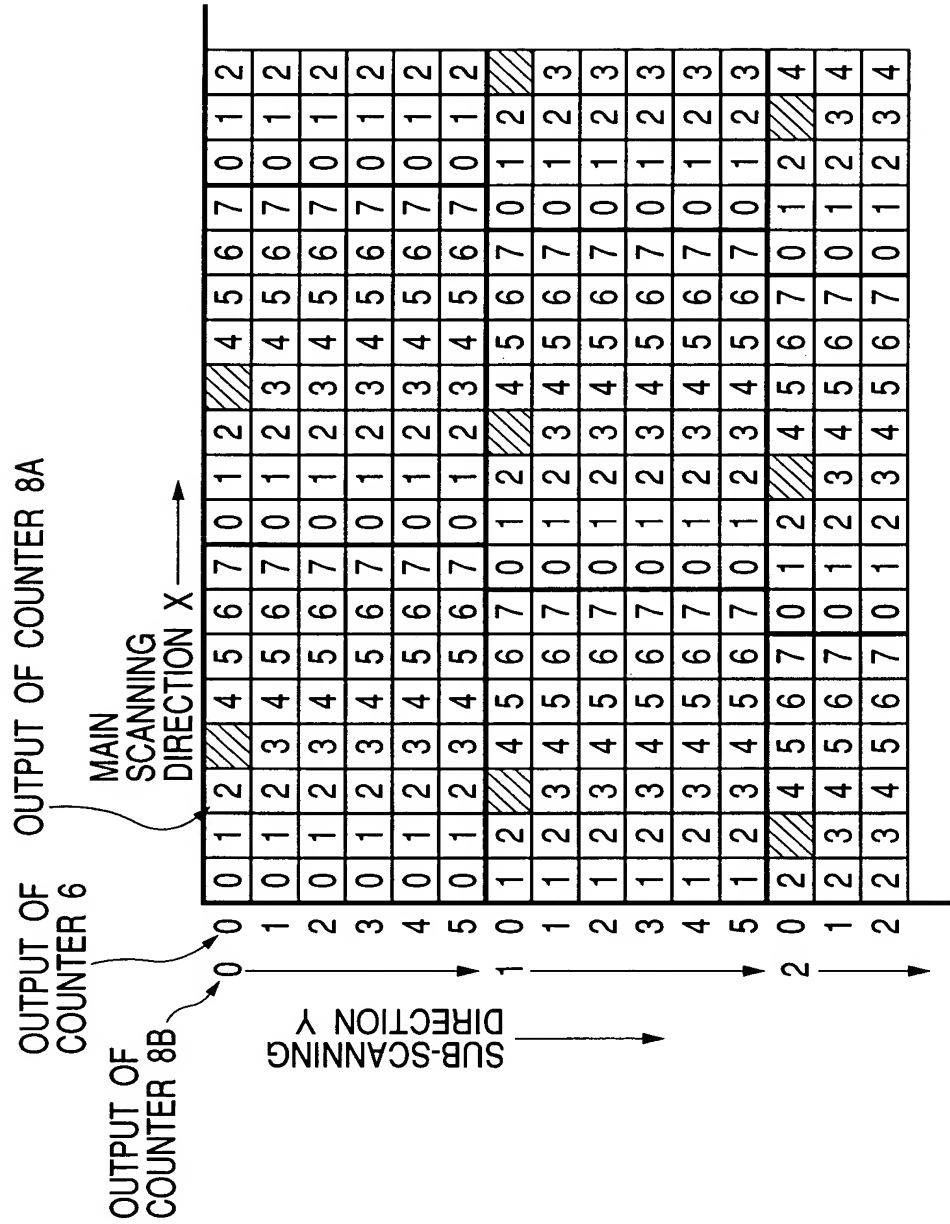 OUTPUT OF COUNTER 8A
OUTPUT OF
COUNTER 6
OUTPUT OF
COUNTER 8B
MAIN
SCANNING
DIRECTION X
SUB-SCANNING
DIRECTION Y
0 0 0 1 2 4 5 6 7 0 1 2 4 5 6 7 0 1 2
1 0 1 2 3 4 5 6 7 0 1 2 3 4 5 6 7 0 1 2
2 0 1 2 3 4 5 6 7 0 1 2 3 4 5 6 7 0 1 2
3 0 1 2 3 4 5 6 7 0 1 2 3 4 5 6 7 0 1 2
4 0 1 2 3 4 5 6 7 0 1 2 3 4 5 6 7 0 1 2
5 0 1 2 3 4 5 6 7 0 1 2 3 4 5 6 7 0 1 2
1 0 1 2 4 5 6 7 0 1 2 4 5 6 7 0 1 2
1 1 2 3 4 5 6 7 0 1 2 3 4 5 6 7 0 1 2 3
2 1 2 3 4 5 6 7 0 1 2 3 4 5 6 7 0 1 2 3
3 1 2 3 4 5 6 7 0 1 2 3 4 5 6 7 0 1 2 3
4 1 2 3 4 5 6 7 0 1 2 3 4 5 6 7 0 1 2 3
5 1 2 3 4 5 6 7 0 1 2 3 4 5 6 7 0 1 2 3
2 0 2 4 5 6 7 0 1 2 4 5 6 7 0 1 2 4
1 2 3 4 5 6 7 0 1 2 3 4 5 6 7 0 1 2 3 4
2 2 3 4 5 6 7 0 1 2 3 4 5 6 7 0 1 2 3 4